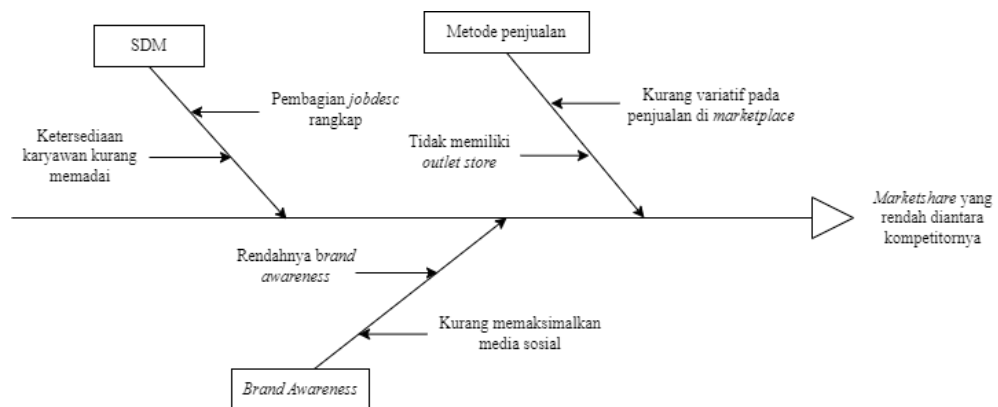 SDM
Metode penjualan
Pembagian jobdesc
rangkap
Kurang variatif pada
penjualan di marketplace
Ketersediaan
karyawan kurang
memadai
Tidak memiliki
outlet store
Marketshare yang
rendah diantara
kompetitornya
Rendahnya brand
awareness
Kurang memaksimalkan
media sosial
Brand Awareness